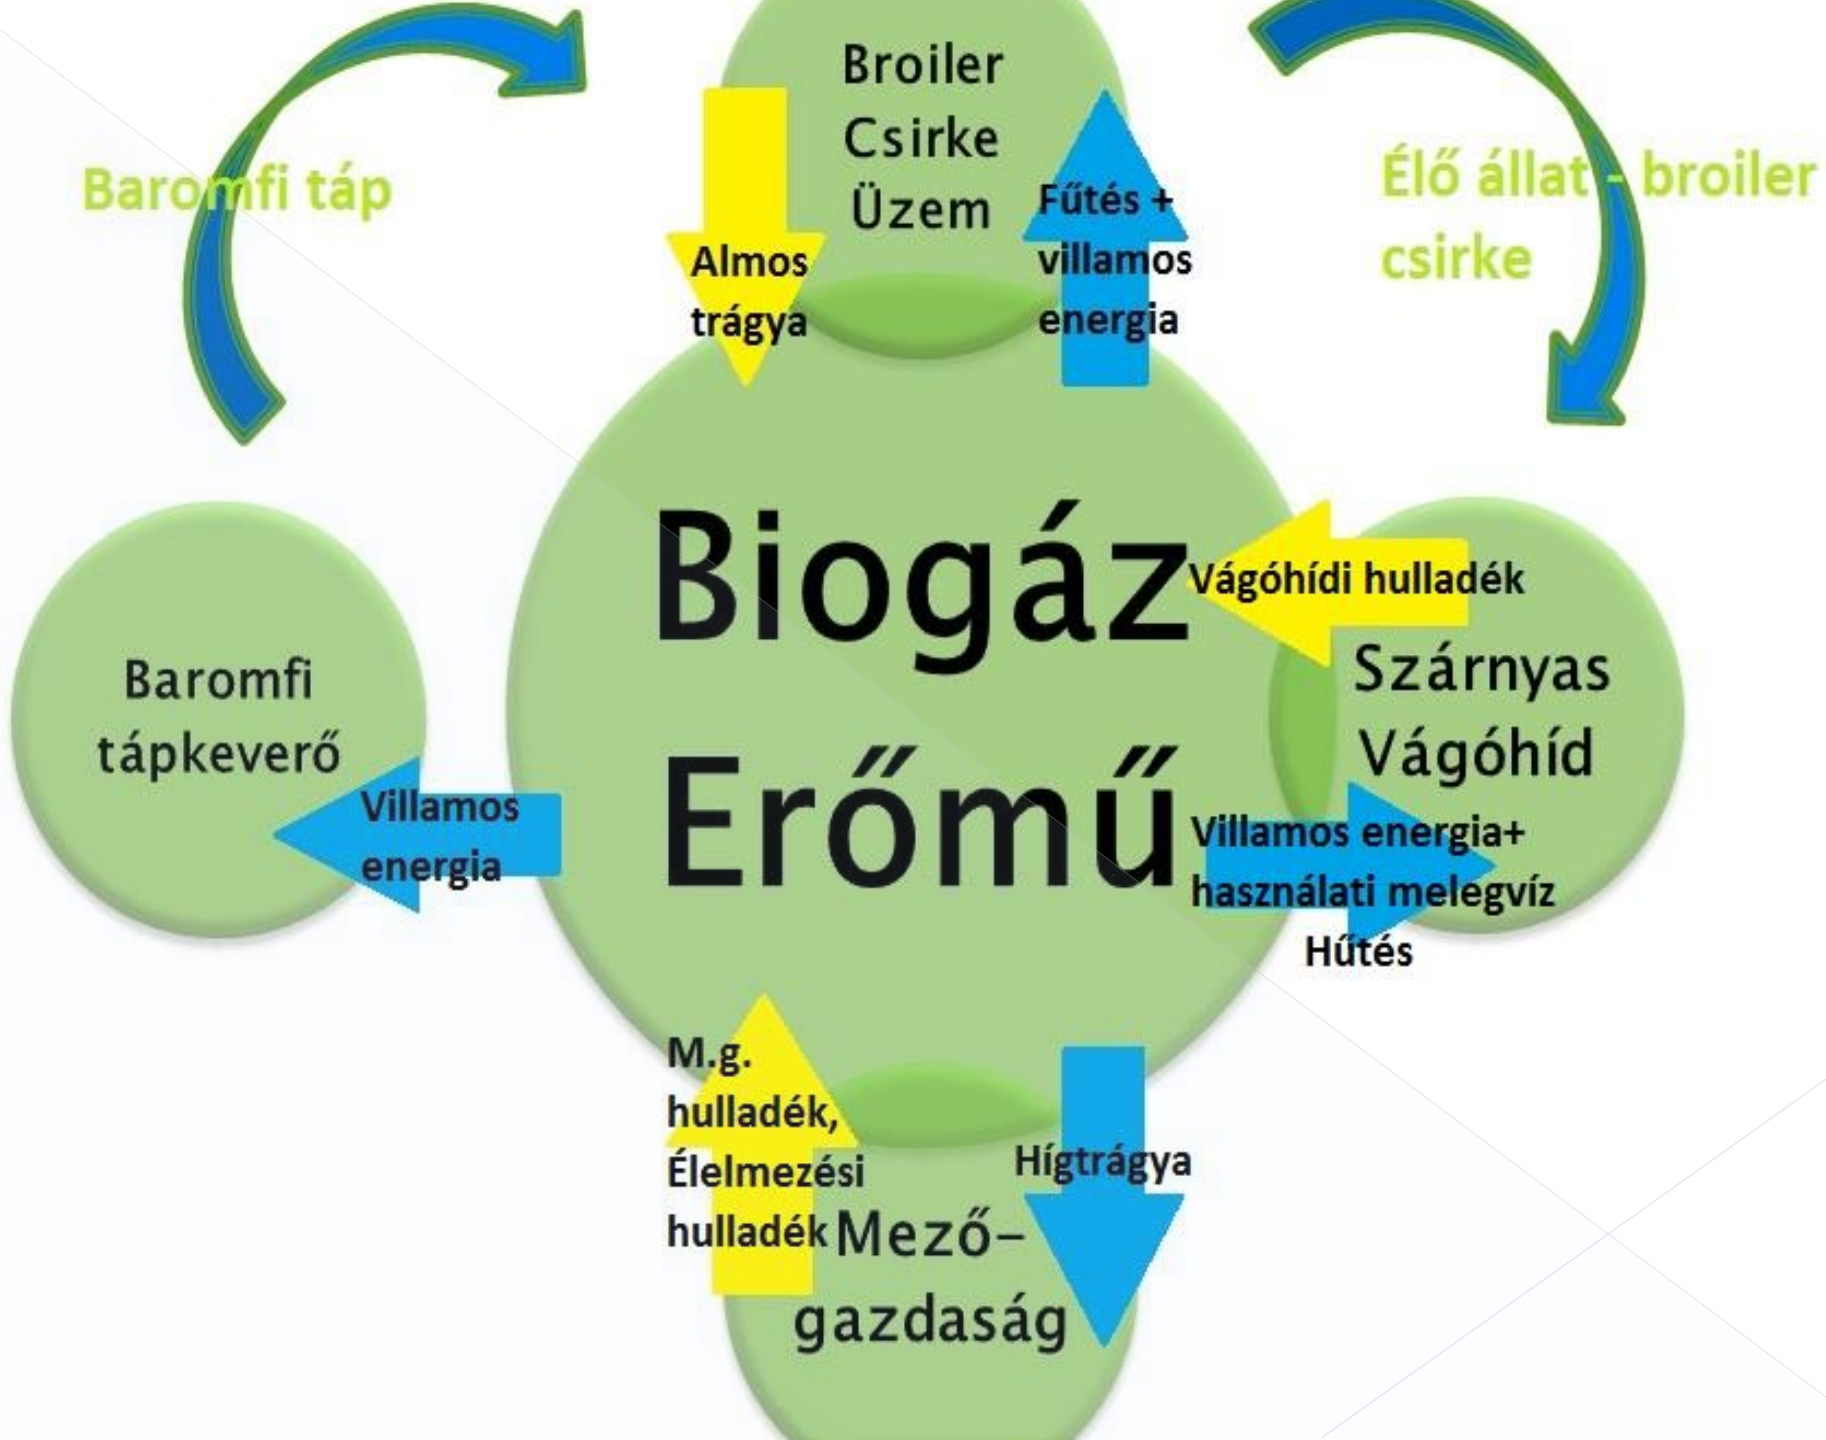 Broiler
Csirke
Üzem
Baromfi táp
Élő állat - broiler
csirke
Almos
trágya
Fűtés +
villamos
energia
Biogáz
Erőmű
Vágóhídi hulladék
Szárnyas
Vágóhíd
Baromfi
tápkeverő
Villamos
energia
Villamos energia+
használati melegvíz
Hűtés
M.g.
hulladék,
Élelmezési
hulladék
Hígtrágya
Mező-
gazdaság